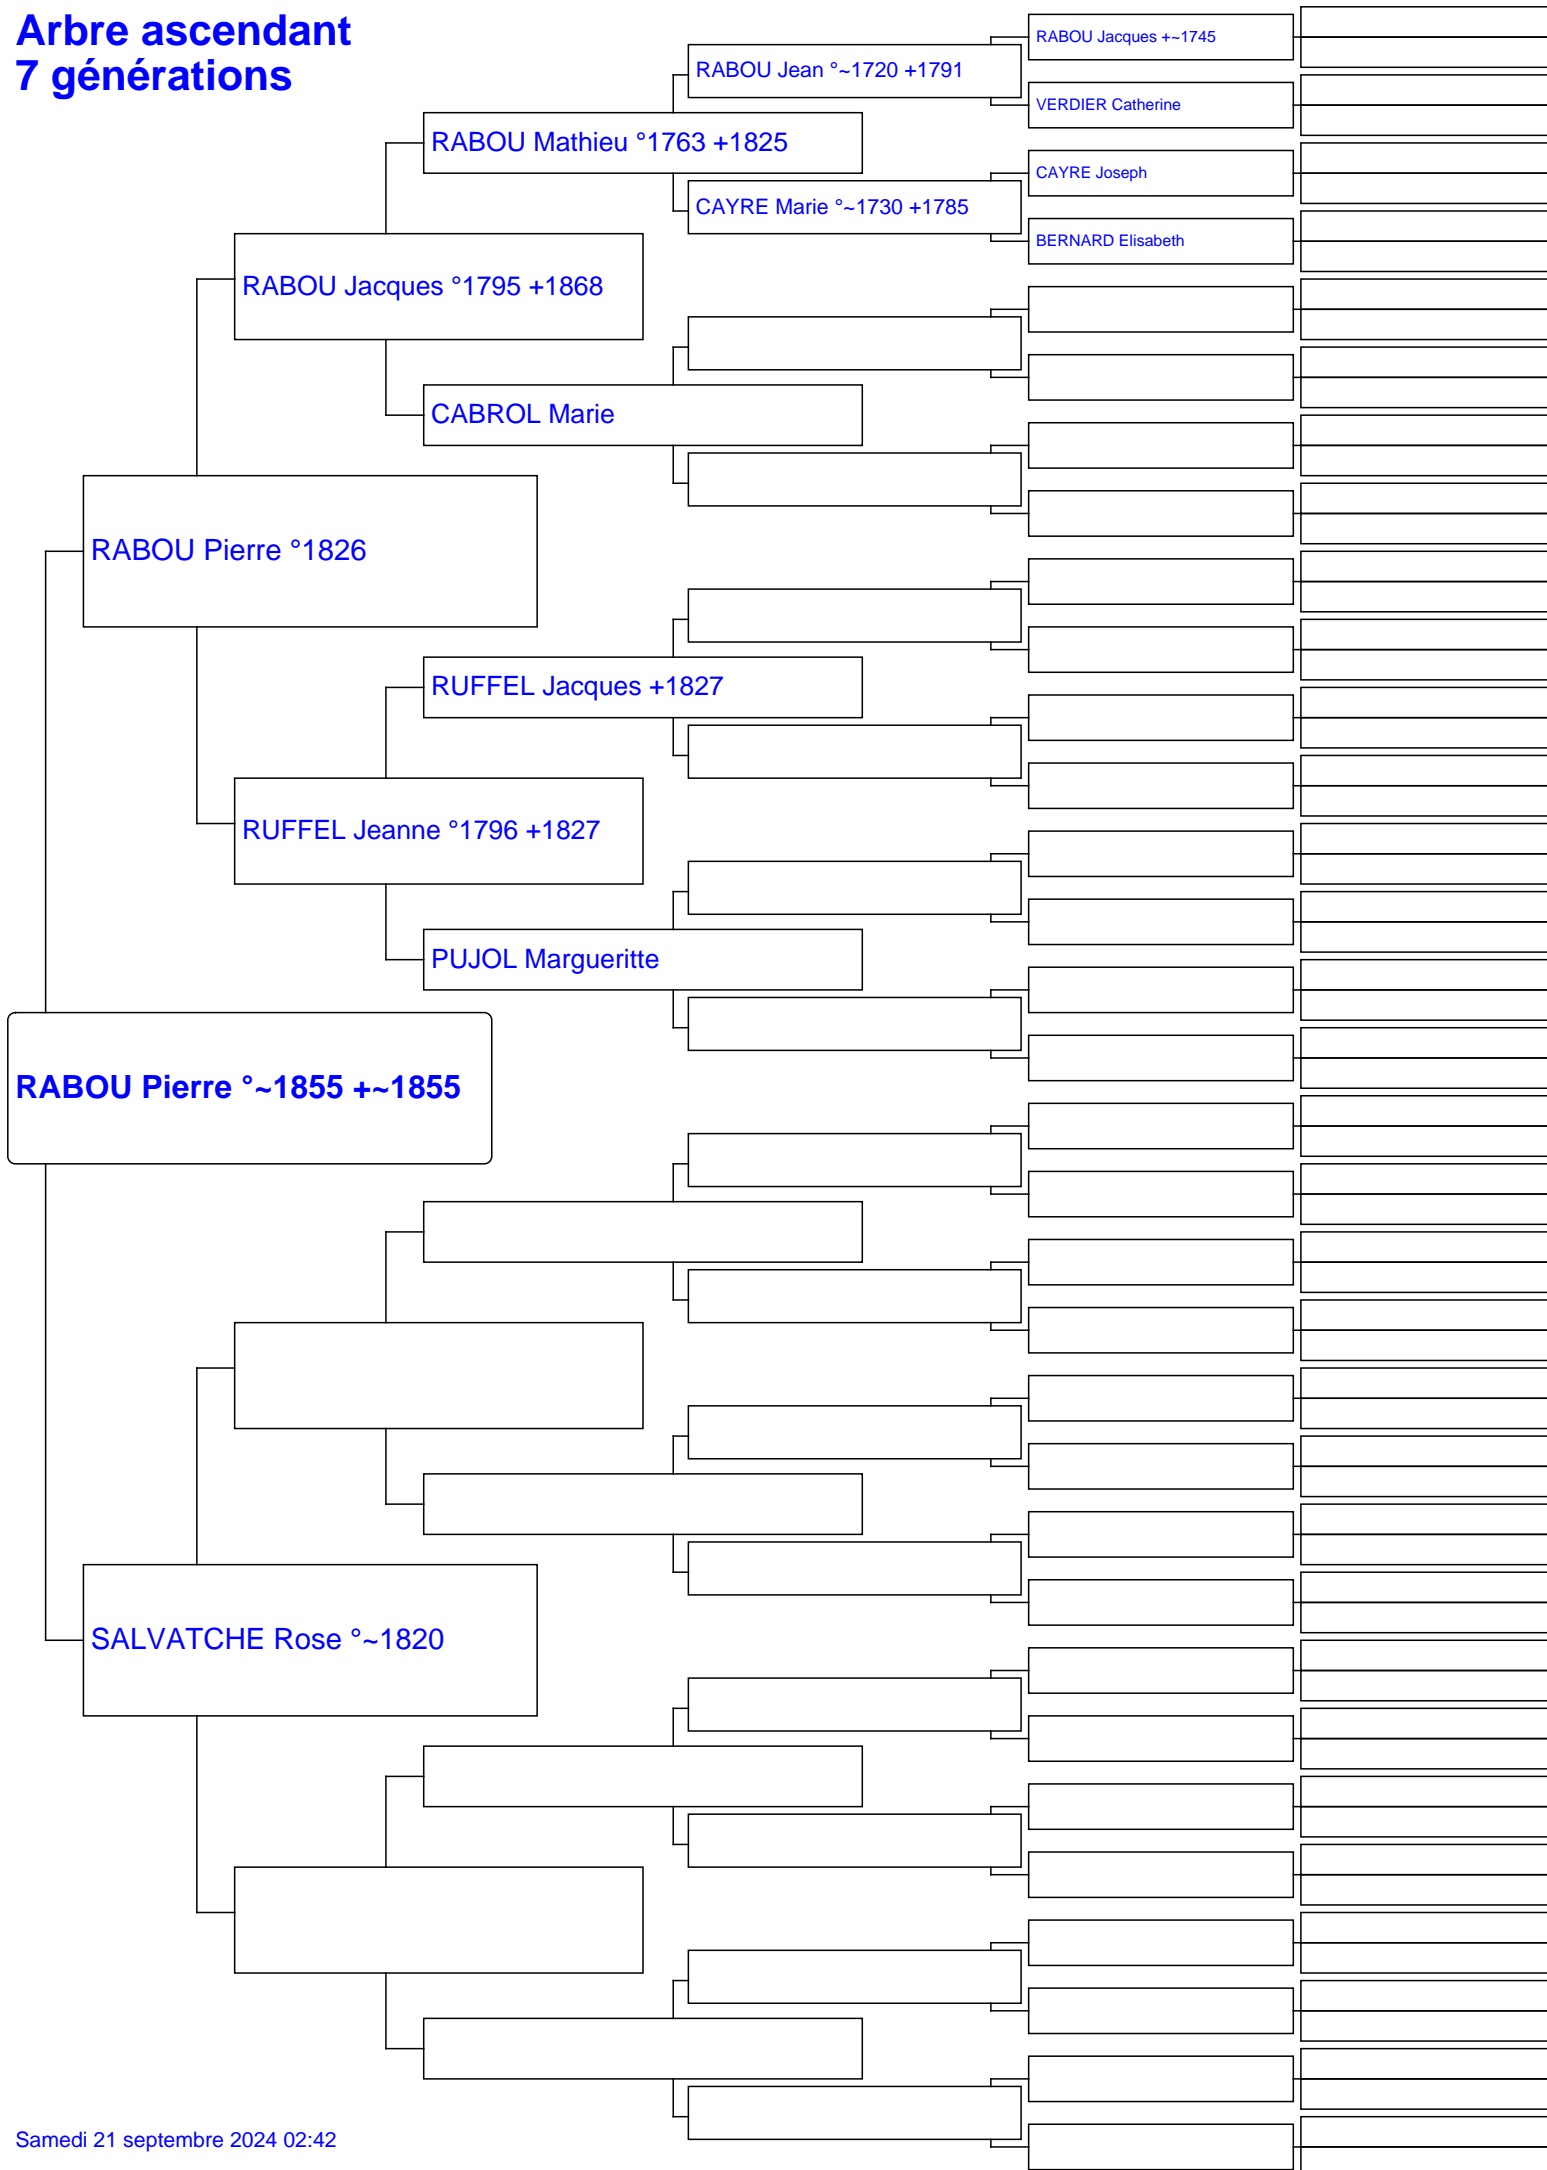 Arbre ascendant
7 générations
RABOU Jacques +~1745
RABOU Jean °~1720 +1791
VERDIER Catherine
RABOU Mathieu °1763 +1825
CAYRE Joseph
CAYRE Marie °~1730 +1785
BERNARD Elisabeth
RABOU Jacques °1795 +1868
CABROL Marie
RABOU Pierre °1826
RUFFEL Jacques +1827
RUFFEL Jeanne °1796 +1827
PUJOL Margueritte
RABOU Pierre °~1855 +~1855
SALVATCHE Rose °~1820
Samedi 21 septembre 2024 02:42